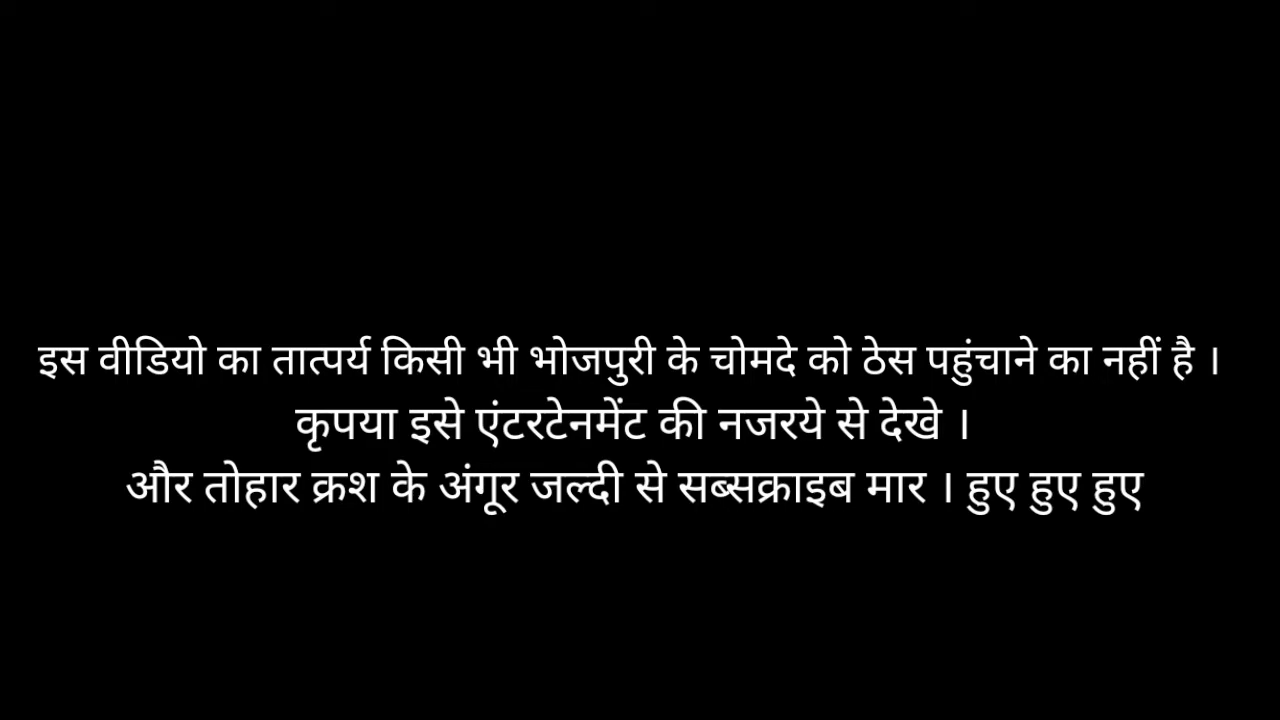 इस वीडियो का तात्पर्य किसी भी भोजपुरी के चोमदे को ठेस पहुंचाने का नहीं है ।
कृपया इसे एंटरटेनमेंट की नजरये से देखे ।
और तोहार क्रश के अंगूर जल्दी से सब्सक्राइब मार । हुए हुए हुए